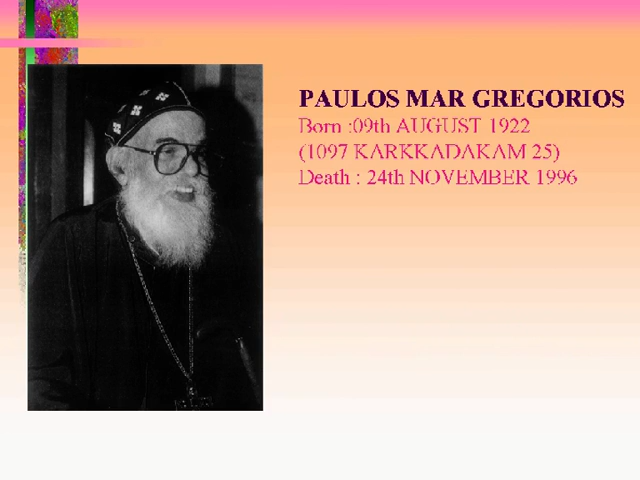 PAULOS MAR GREGORIOS
Born :09th AUGUST 1922
(1097 KARKKADAKAM 25)
Death : 24th NOVEMBER 1996